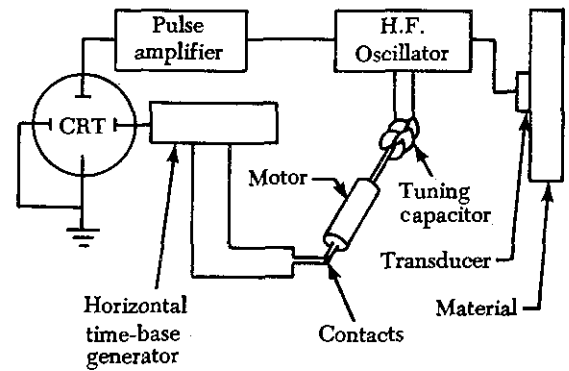 Pulse
amplifier
H.F.
Oscillator
CRT
Motor
Tuning
capacitor
Transducer
Material
Contacts
Horizontal
time-base
generator